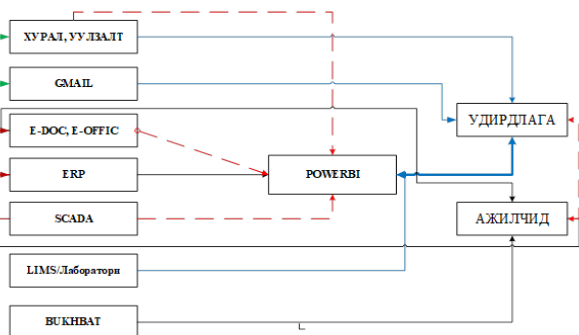 ХУРАЛ, УУЛЗАЛТ
GMAIL
E-DOC, E-OFFIC
ERP
SCADA
LIMS/Лаборатори
BUKHBAT
POWERBI
УДИРДЛАГА
АЖИЛЧИД